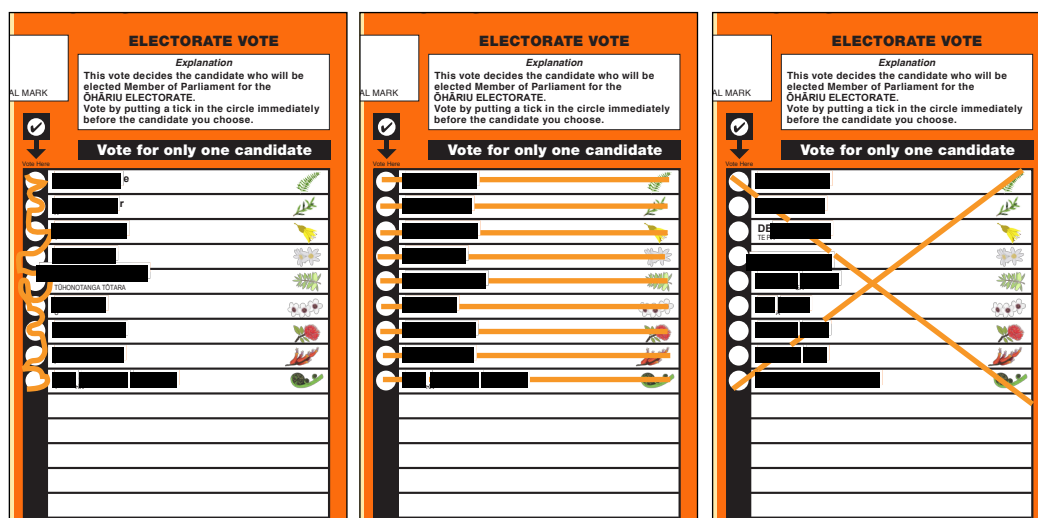 ELECTORATE VOTE
Explanation
AL MARK
This vote decides the candidate who will be
elected Member of Parliament for the
ŌHĀRIU ELECTORATE.
Vote by putting a tick in the circle immediately
before the candidate you choose.
Vote Here
Vote for only one candidate
e
r
TŪHONOTANGA TŌTARA
ELECTORATE VOTE
Explanation
AL MARK
This vote decides the candidate who will be
elected Member of Parliament for the
ŌHĀRIU ELECTORATE.
Vote by putting a tick in the circle immediately
before the candidate you choose.
Vote Here
Vote for only one candidate
ELECTORATE VOTE
Explanation
AL MARK
This vote decides the candidate who will be
elected Member of Parliament for the
ŌHĀRIU ELECTORATE.
Vote by putting a tick in the circle immediately
before the candidate you choose.
Vote Here
Vote for only one candidate
DE